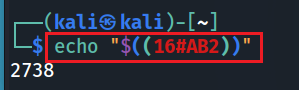 ┌──(kali㉿kali)-[~]
└─$ echo "$((16#AB2))"
2738